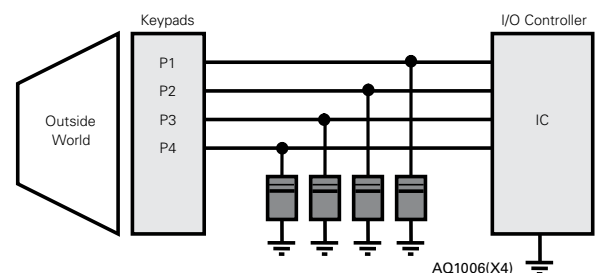 Keypads
I/O Controller
Outside
World
P1
P2
P3
P4
IC
AQ1006(X4)